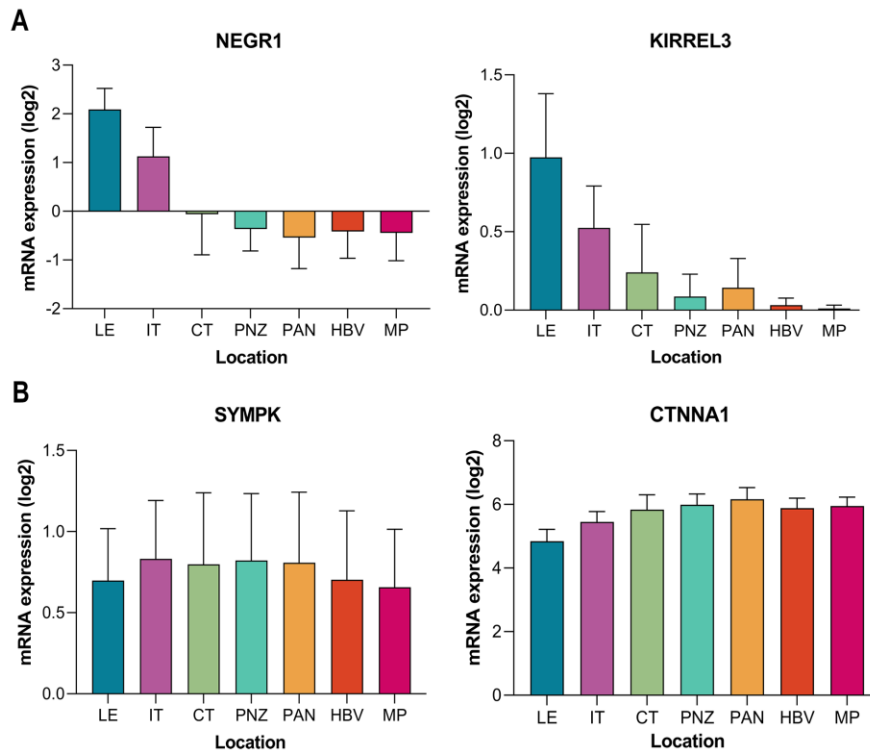 A
NEGR1
mRNA expression (log2)
3
2
1
0
-1
-2
LE IT CT PNZ PAN HBV MP
Location
KIRREL3
mRNA expression (log2)
1.5
1.0
0.5
0.0
LE IT CT PNZ PAN HBV MP
Location
B
SYMPK
mRNA expression (log2)
1.5
1.0
0.5
0.0
LE IT CT PNZ PAN HBV MP
Location
CTNNA1
mRNA expression (log2)
8
6
4
2
0
LE IT CT PNZ PAN HBV MP
Location